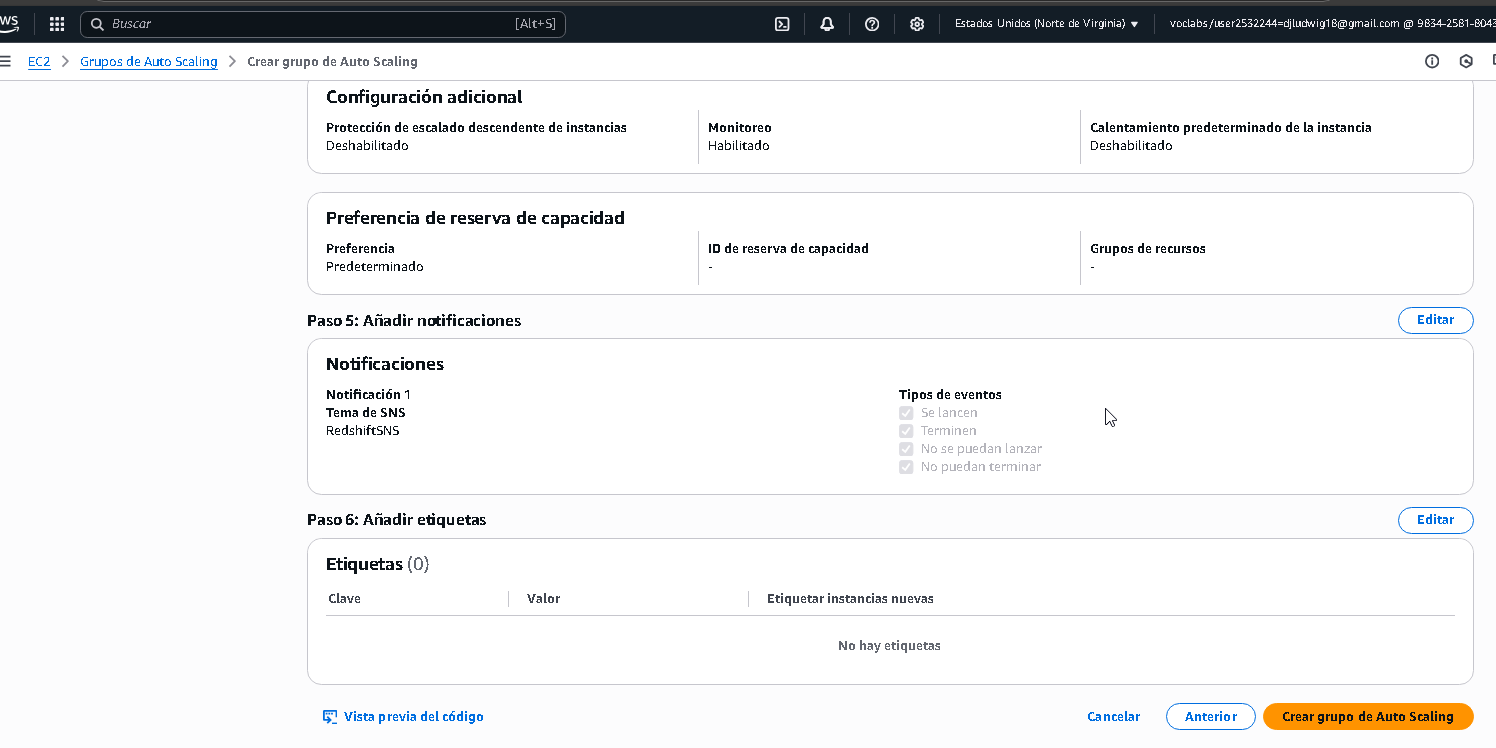 Buscar [Alt+S] Estados Unidos (Norte de Virginia) voclabs/user2532244=djludwig18@gmail.com @ 9834-2581-8043
EC2 Grupos de Auto Scaling Crear grupo de Auto Scaling
Configuración adicional
Protección de escalado descendente de instancias Monitoreo Calentamiento predeterminado de la instancia
Deshabilitado Habilitado Deshabilitado
Preferencia de reserva de capacidad
Preferencia ID de reserva de capacidad Grupos de recursos
Predeterminado - -
Paso 5: Añadir notificaciones Editar
Notificaciones
Notificación 1 Tipos de eventos
Tema de SNS Se lancen
RedshiftSNS Terminen
No se puedan lanzar
No puedan terminar
Paso 6: Añadir etiquetas Editar
Etiquetas (0)
Clave Valor Etiquetar instancias nuevas
No hay etiquetas
Vista previa del código Cancelar Anterior Crear grupo de Auto Scaling